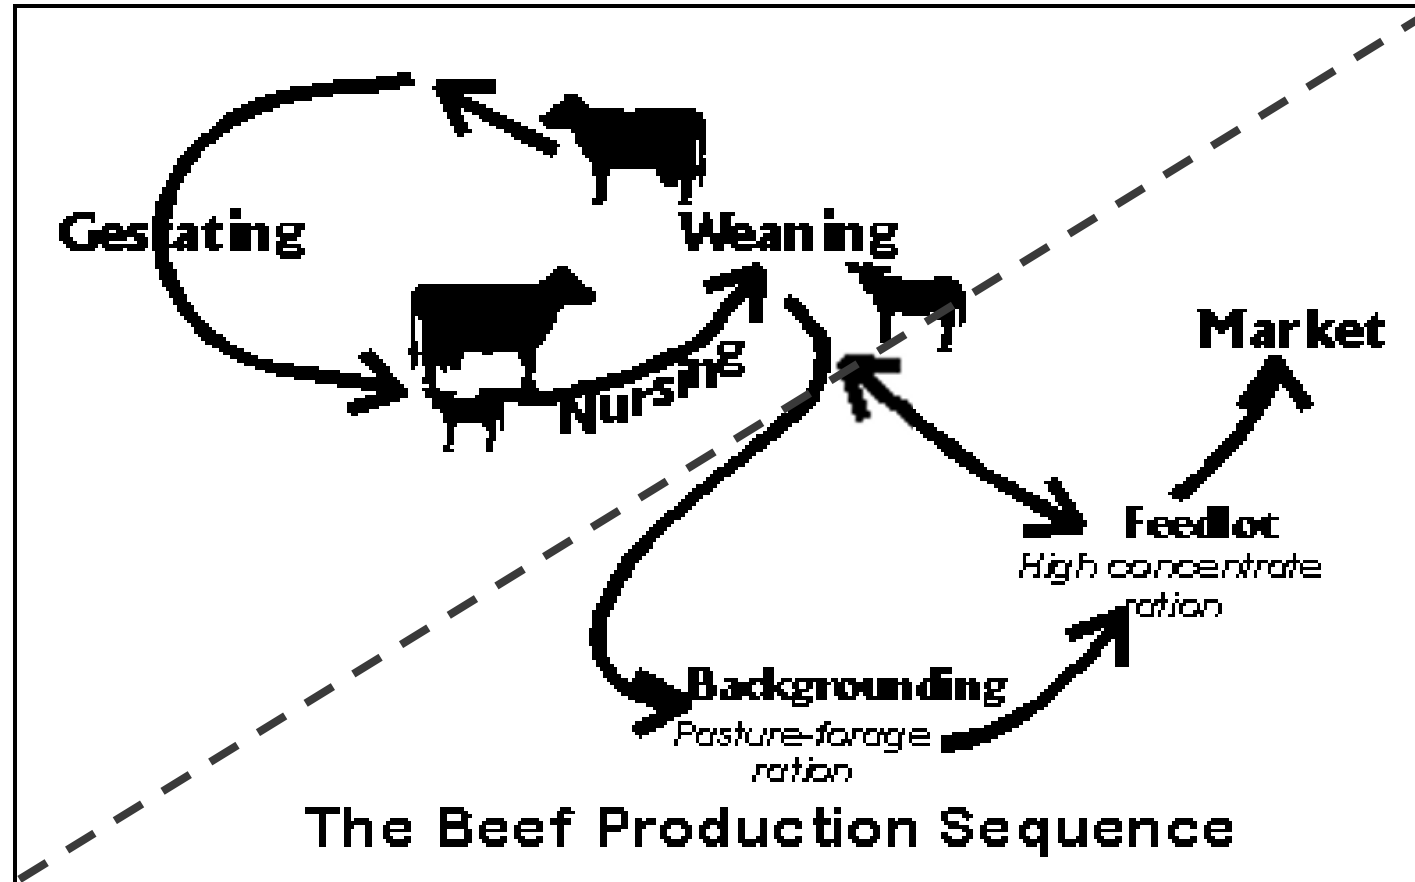 Gestating
Weaning
Nursing
Market
Feedlot
High concentrate
ration
Backgrounding
Pasture-forage
ration
The Beef Production Sequence